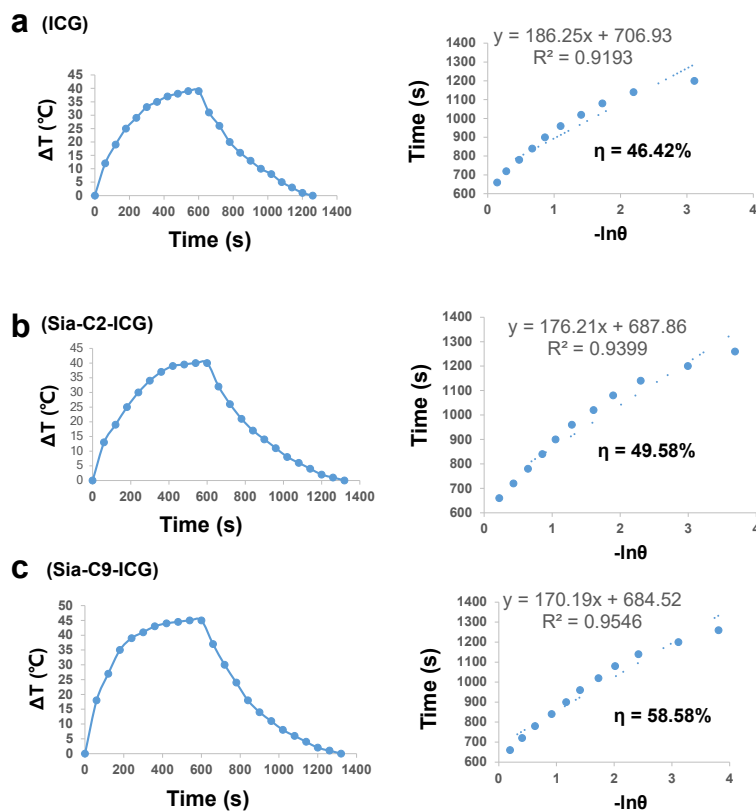 a (ICG)
ΔT (℃)
45
40
35
30
25
20
15
10
5
0
0 200 400 600 800 1000 1200 1400
Time (s)
y = 186.25x + 706.93
R² = 0.9193
Time (s)
1400
1300
1200
1100
1000
900
800
700
600
η = 46.42%
0 1 2 3 4
-lnθ
b (Sia-C2-ICG)
ΔT (℃)
45
40
35
30
25
20
15
10
5
0
0 200 400 600 800 1000 1200 1400
Time (s)
y = 176.21x + 687.86
R² = 0.9399
Time (s)
1400
1300
1200
1100
1000
900
800
700
600
η = 49.58%
0 1 2 3 4
-lnθ
c (Sia-C9-ICG)
ΔT (℃)
50
45
40
35
30
25
20
15
10
5
0
0 200 400 600 800 1000 1200 1400
Time (s)
y = 170.19x + 684.52
R² = 0.9546
Time (s)
1400
1300
1200
1100
1000
900
800
700
600
η = 58.58%
0 1 2 3 4
-lnθ